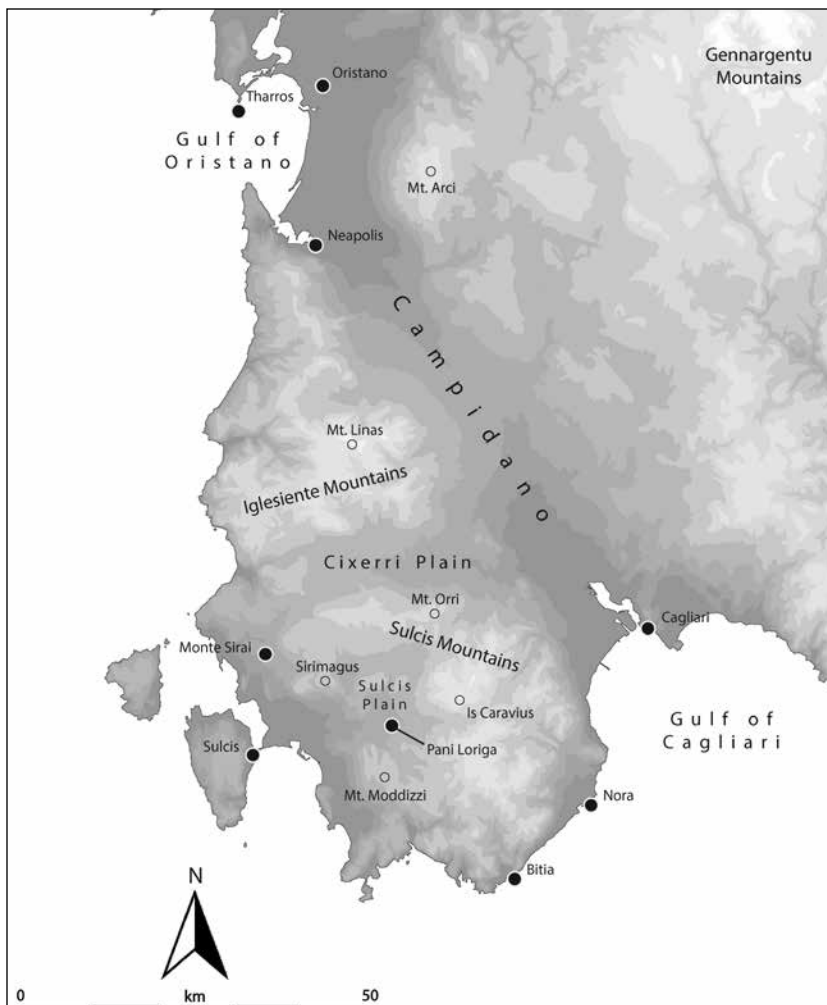 Gennargentu
Mountains
Oristano
Tharros
Gulf of
Oristano
Mt. Arci
Neapolis
Campidano
Mt. Linas
Iglesiente Mountains
Cixerri Plain
Mt. Orri
Cagliari
Sulcis Mountains
Monte Sirai
Sirimagus
Sulcis
Plain
Is Caravius
Gulf of
Cagliari
Pani Loriga
Sulcis
Mt. Moddizzi
Nora
Bitia
N
0 km 50